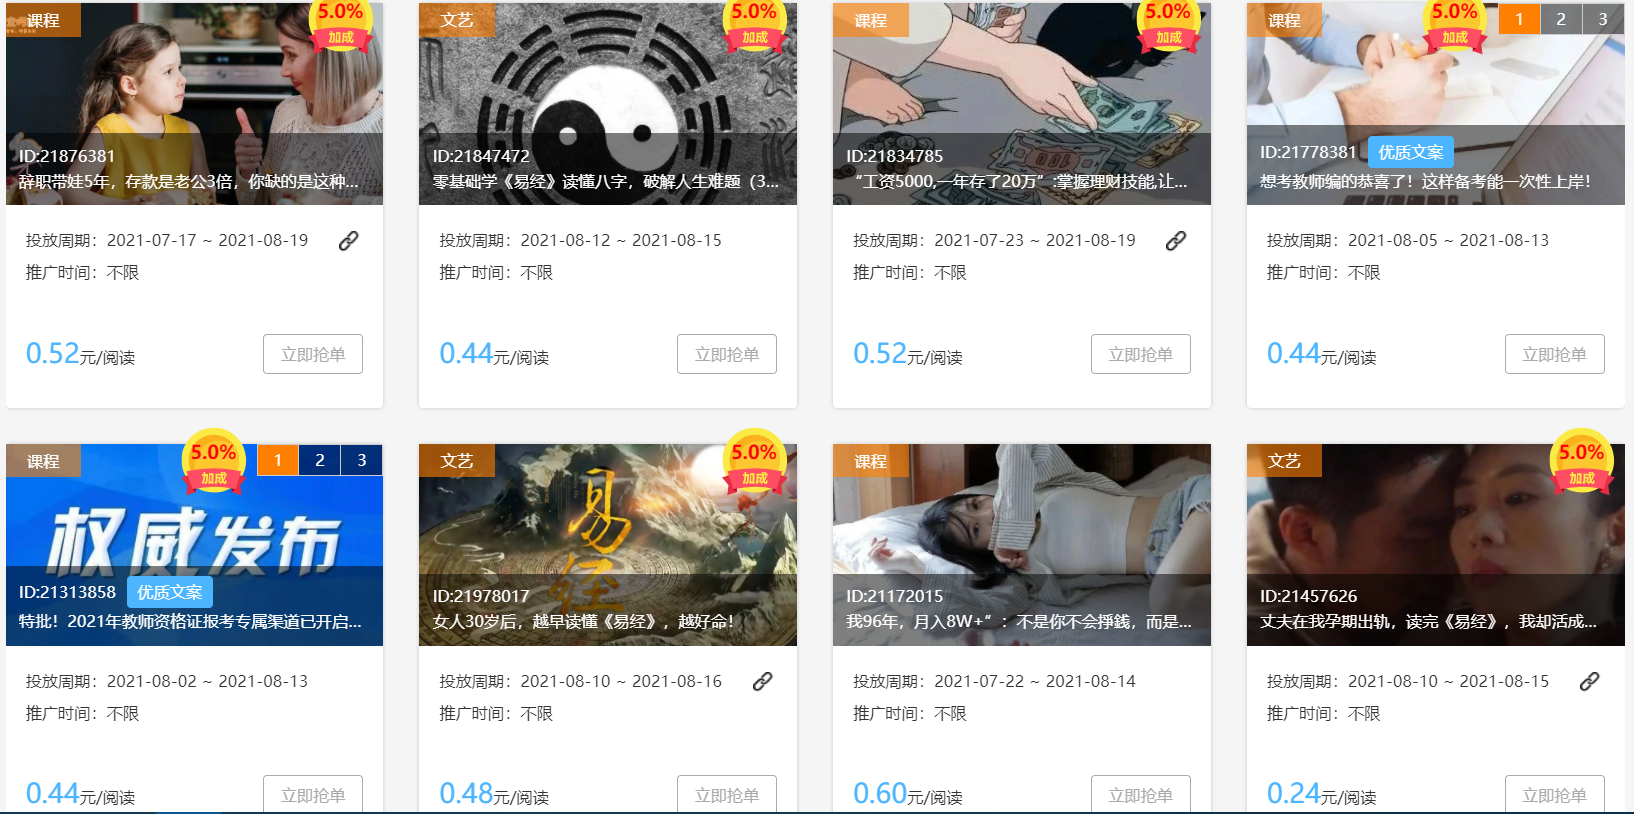 课程
5.0%
加成
ID:21876381
辞职带娃5年，存款是老公3倍，你缺的是这种...
投放周期：2021-07-17 ~ 2021-08-19
推广时间：不限
0.52元/阅读
立即抢单
文艺
5.0%
加成
ID:21847472
零基础学《易经》读懂八字，破解人生难题（3...
投放周期：2021-08-12 ~ 2021-08-15
推广时间：不限
0.44元/阅读
立即抢单
课程
5.0%
加成
ID:21834785
“工资5000,一年存了20万”:掌握理财技能,让...
投放周期：2021-07-23 ~ 2021-08-19
推广时间：不限
0.52元/阅读
立即抢单
课程
5.0%
加成
1 2 3
ID:21778381 优质文案
想考教师编的恭喜了！这样备考能一次性上岸！
投放周期：2021-08-05 ~ 2021-08-13
推广时间：不限
0.44元/阅读
立即抢单
课程
5.0%
加成
1 2 3
权威发布
ID:21313858 优质文案
特批！2021年教师资格证报考专属渠道已开启...
投放周期：2021-08-02 ~ 2021-08-13
推广时间：不限
0.44元/阅读
立即抢单
文艺
5.0%
加成
易经
ID:21978017
女人30岁后，越早读懂《易经》，越好命！
投放周期：2021-08-10 ~ 2021-08-16
推广时间：不限
0.48元/阅读
立即抢单
课程
ID:21172015
我96年，月入8W+”：不是你不会掙錢，而是...
投放周期：2021-07-22 ~ 2021-08-14
推广时间：不限
0.60元/阅读
立即抢单
文艺
5.0%
加成
ID:21457626
丈夫在我孕期出轨，读完《易经》，我却活成...
投放周期：2021-08-10 ~ 2021-08-15
推广时间：不限
0.24元/阅读
立即抢单